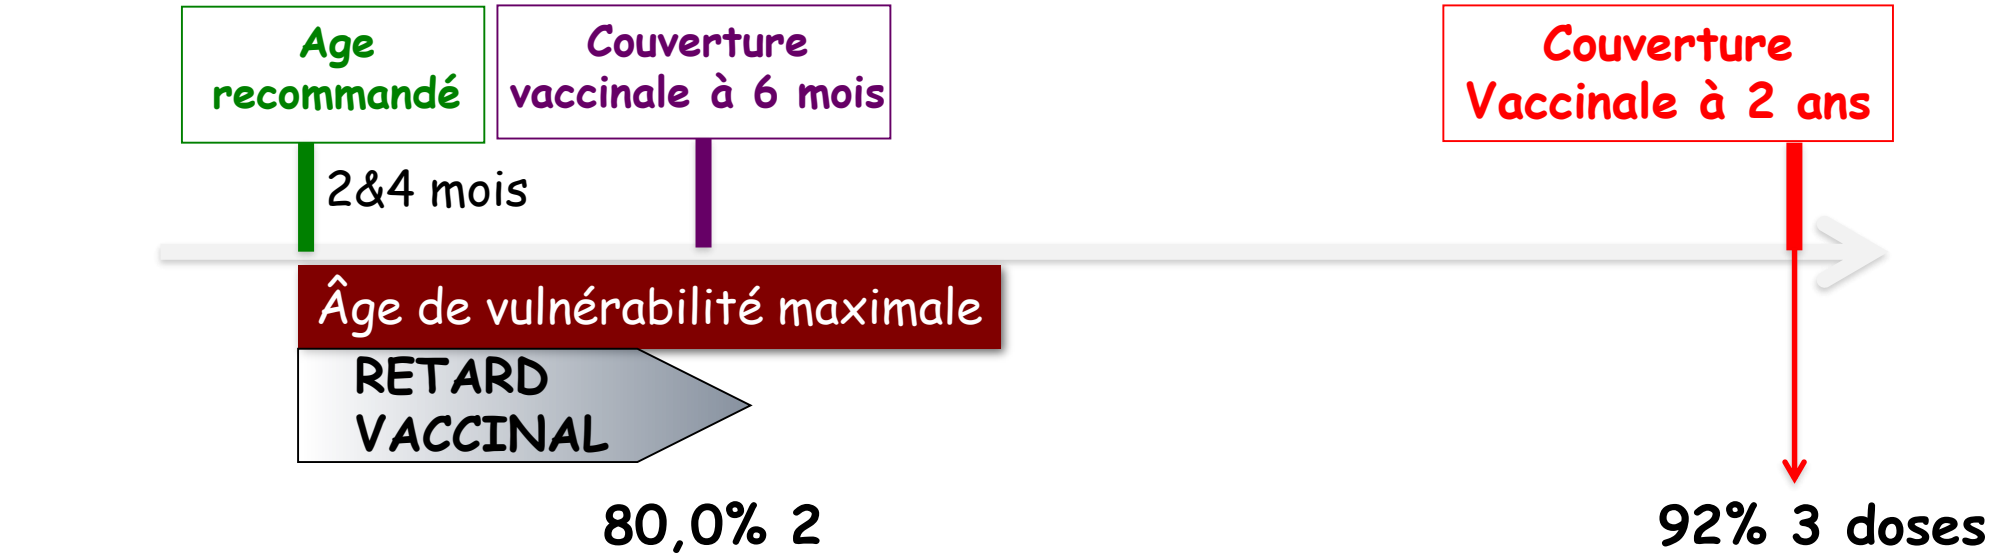 Age
recommandé
Couverture
vaccinale à 6 mois
Couverture
Vaccinale à 2 ans
2&4 mois
Âge de vulnérabilité maximale
RETARD
VACCINAL
80,0% 2
92% 3 doses